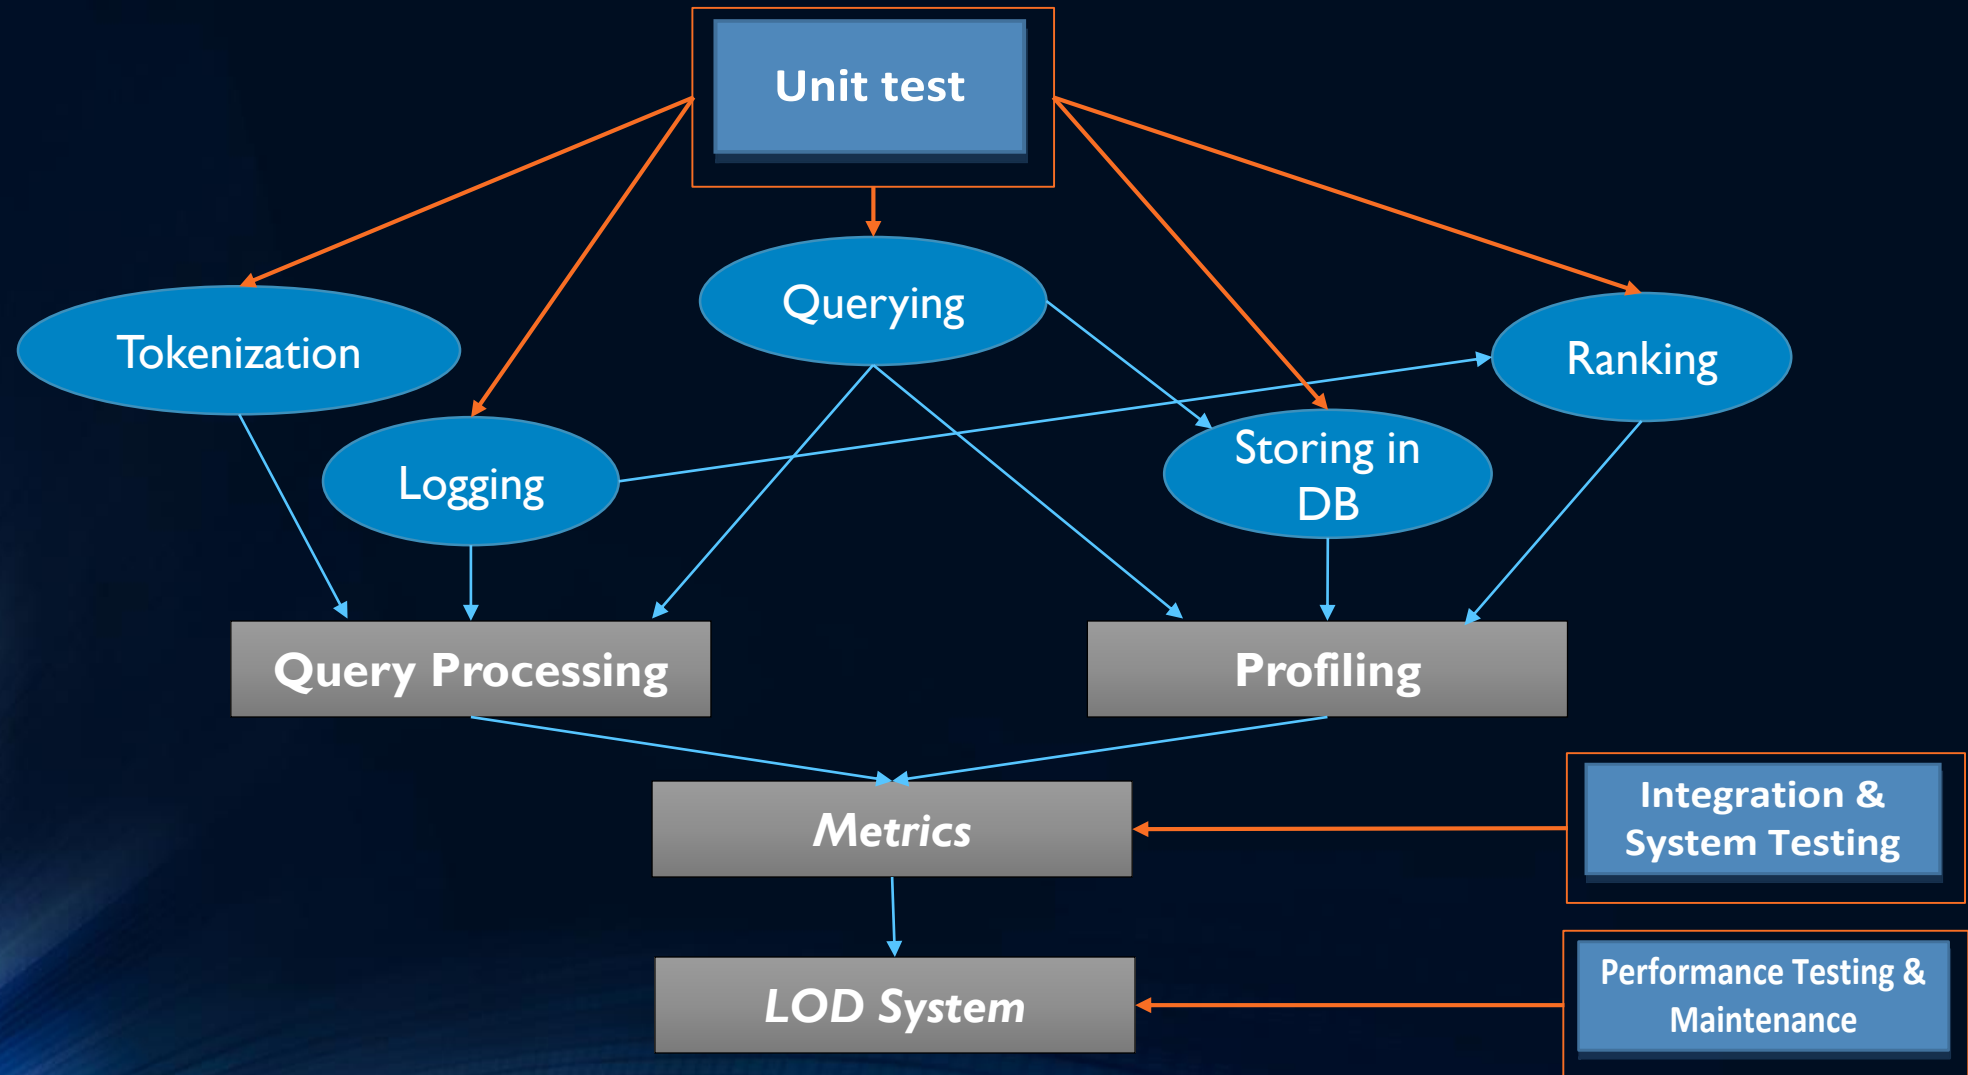 Unit test
Querying
Tokenization
Ranking
Logging
Storing in
DB
Query Processing
Profiling
Metrics
Integration &
System Testing
LOD System
Performance Testing &
Maintenance